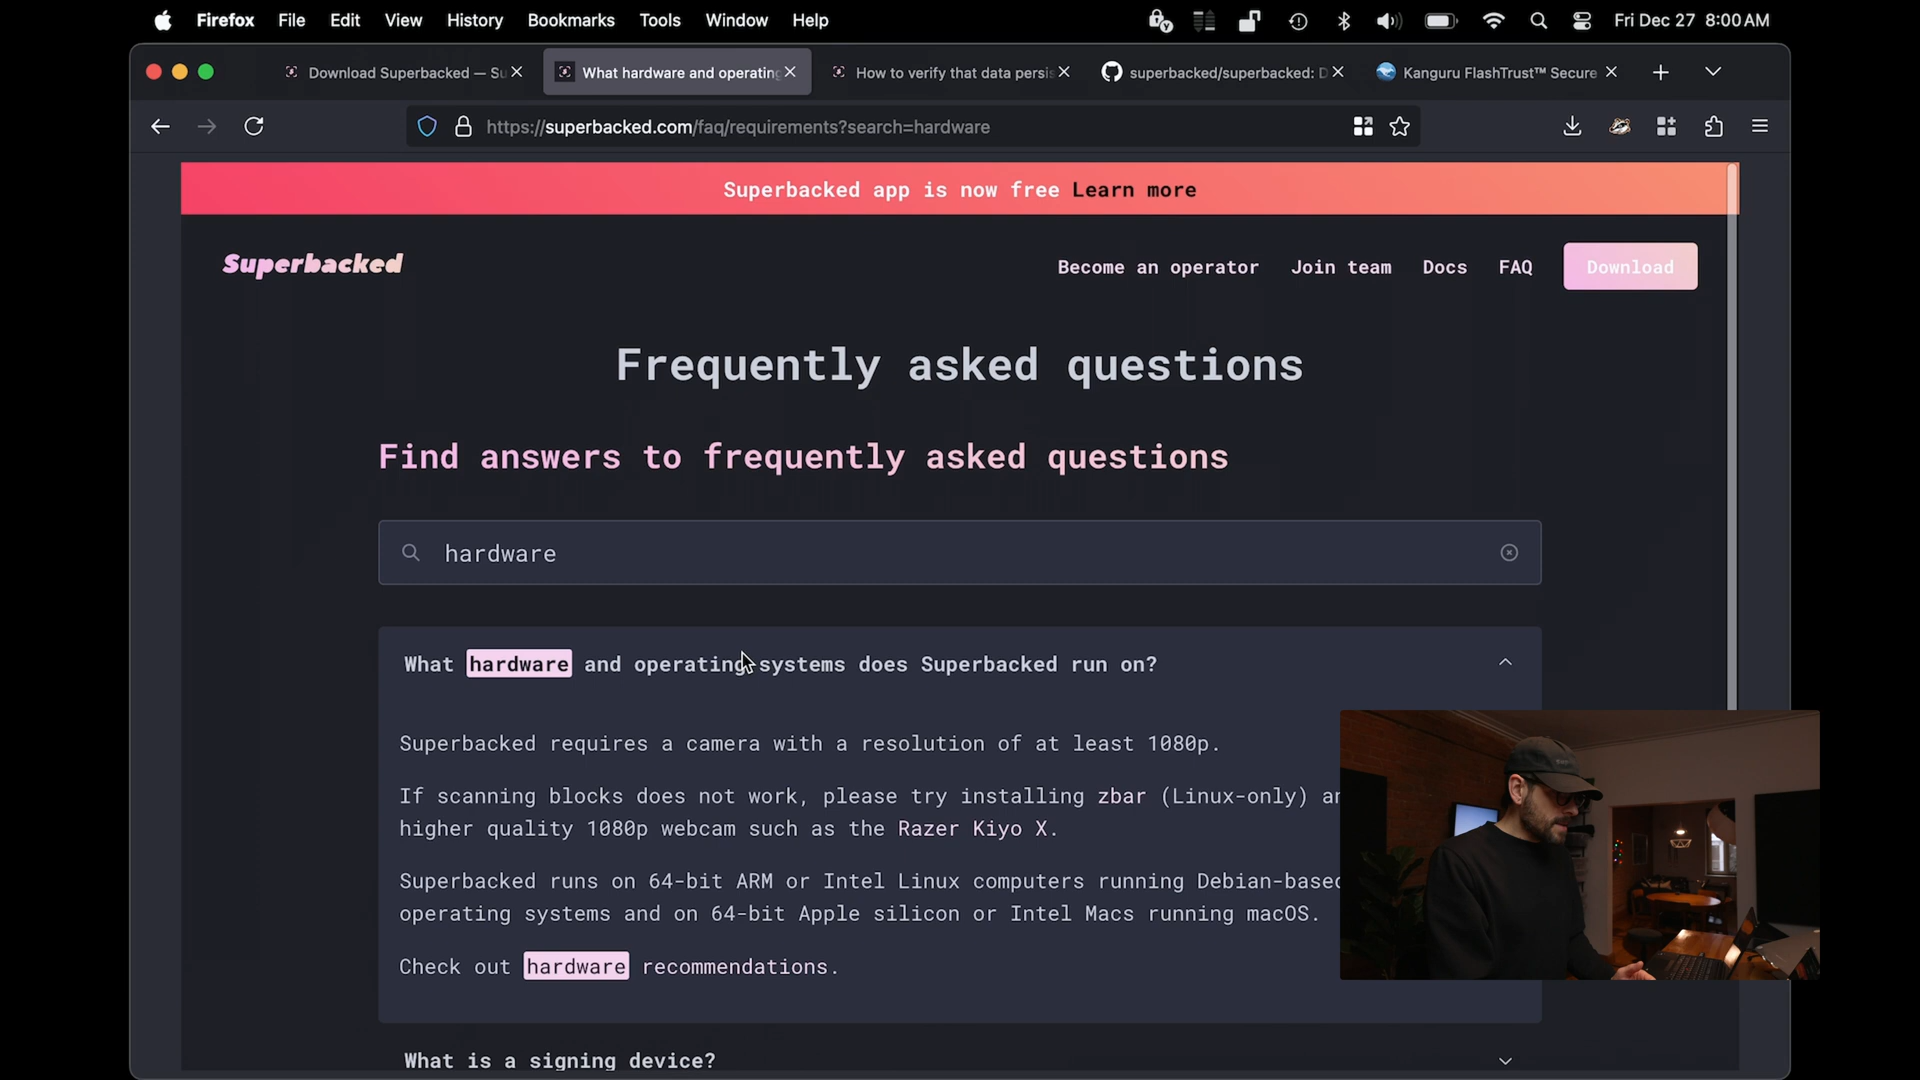 Firefox File Edit View History Bookmarks Tools Window Help Fri Dec 27 8:00 AM
Download Superbacked — Su
What hardware and operating
How to verify that data persis
superbacked/superbacked: D
Kanguru FlashTrust™ Secure
https://superbacked.com/faq/requirements?search=hardware
Superbacked app is now free Learn more
Superbacked
Become an operator Join team Docs FAQ Download
Frequently asked questions
Find answers to frequently asked questions
hardware
What hardware and operating systems does Superbacked run on?
Superbacked requires a camera with a resolution of at least 1080p.
If scanning blocks does not work, please try installing zbar (Linux-only)
higher quality 1080p webcam such as the Razer Kiyo X.
Superbacked runs on 64-bit ARM or Intel Linux computers running Debian-based
operating systems and on 64-bit Apple silicon or Intel Macs running macOS.
Check out hardware recommendations.
What is a signing device?